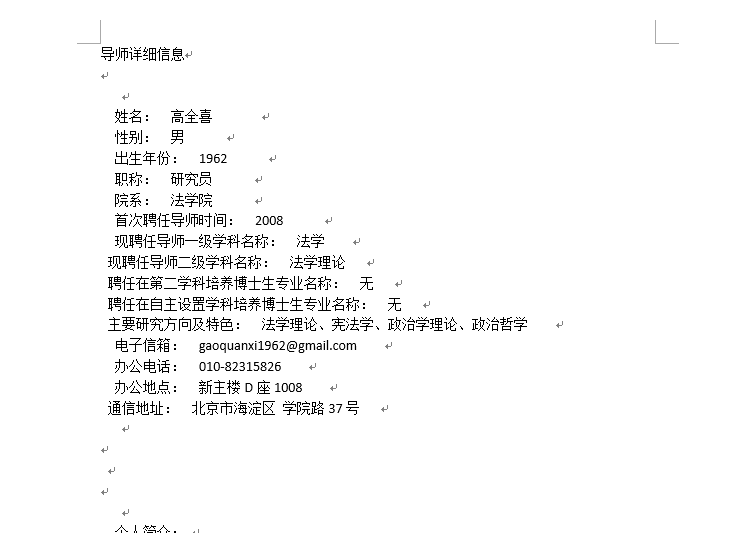 导师详细信息
姓名： 高全喜
性别： 男
出生年份： 1962
职称： 研究员
院系： 法学院
首次聘任导师时间： 2008
现聘任导师一级学科名称： 法学
现聘任导师二级学科名称： 法学理论
聘任在第二学科培养博士生专业名称： 无
聘任在自主设置学科培养博士生专业名称： 无
主要研究方向及特色： 法学理论、宪法学、政治学理论、政治哲学
电子信箱： gaoquanxi1962@gmail.com
办公电话： 010-82315826
办公地点： 新主楼 D 座 1008
通信地址： 北京市海淀区 学院路 37 号
个人简介：